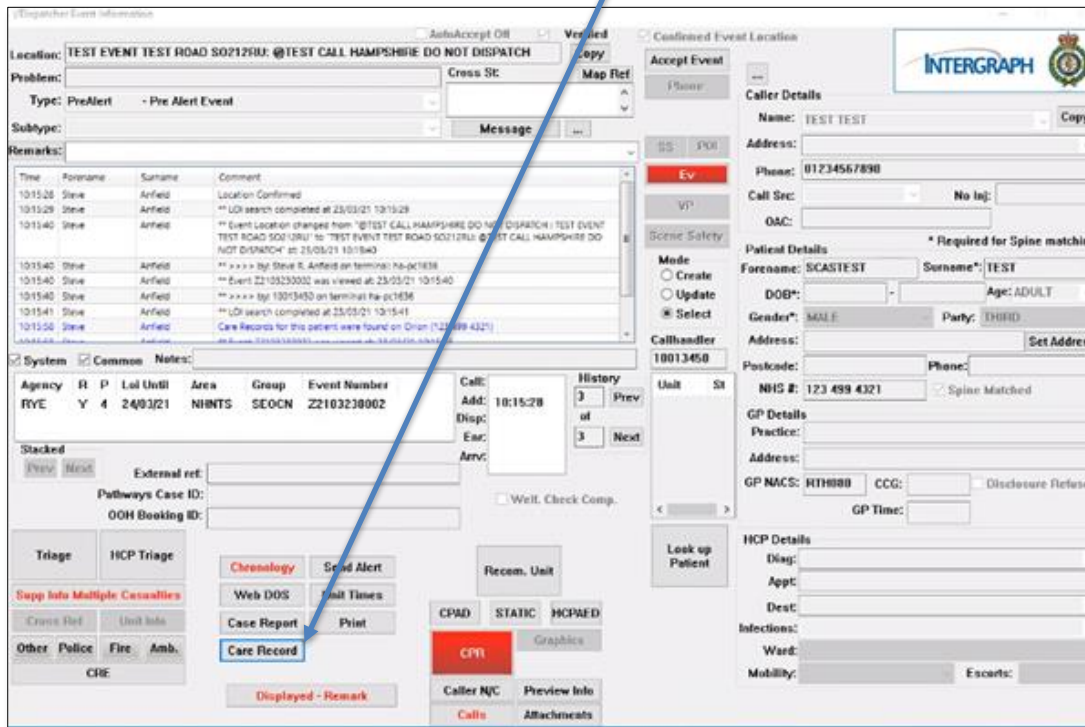 i/Dispatcher Event Information
AutoAccept Off Verified Confirmed Event Location
Location: TEST EVENT TEST ROAD SO212RU: @TEST CALL HAMPSHIRE DO NOT DISPATCH Copy Accept Event
INTERGRAPH
Problem: Cross St: Map Ref Phone ...
Type: PreAlert - Pre Alert Event Caller Details
Name: TEST TEST Copy
Subtype: Message ...
Address:
Remarks: SS POI
Phone: 01234567890
Time Forename Surname Comment Ev
10:15:28 Steve Anfield Location Confirmed
Call Src: No Inj:
10:15:29 Steve Anfield ** LOI search completed at 23/03/21 10:15:29 VP
OAC:
10:15:40 Steve Anfield ** Event Location changed from "@TEST CALL HAMPSHIRE DO NOT DISPATCH : TEST EVENT
TEST ROAD SO212RU" to "TEST EVENT TEST ROAD SO212RU: @TEST CALL HAMPSHIRE DO
NOT DISPATCH" at: 23/03/21 10:15:40
Scene Safety
Patient Details * Required for Spine matchin
10:15:40 Steve Anfield ** >>>> by: Steve R. Anfield on terminal: ha-pc1636 Mode
Forename: SCASTEST Surname*: TEST
10:15:40 Steve Anfield ** Event Z2103230002 was viewed at: 23/03/21 10:15:40 Create
10:15:40 Steve Anfield ** >>>> by: 10013450 on terminal: ha-pc1636 Update
DOB*: - Age: ADULT
10:15:41 Steve Anfield ** LOI search completed at 23/03/21 10:15:41 Select
Gender*: MALE Party: THIRD
10:15:50 Steve Anfield Care Records for this patient were found on Orion (123 499 4321)
Callhandler
Address: Set Addres
System Common Notes: 10013450
Postcode: Phone:
Agency R P Loi Until Area Group Event Number Call: History Unit St
RYE Y 4 24/03/21 NHNTS SEOCN Z2103230002 Add: 10:15:28 3 Prev
NHS #: 123 499 4321 Spine Matched
Disp: of
GP Details
Enr: 3 Next
Practice:
Stacked Arrv:
Address:
Prev Next External ref:
GP NACS: RTH080 CCG: Disclosure Refuse
Pathways Case ID: Welf. Check Comp.
GP Time:
OOH Booking ID:
HCP Details
Triage HCP Triage Look up Patient
Diag:
Chronology Send Alert Recom. Unit
Appt:
Supp Info Multiple Casualties Web DOS Unit Times
Dest:
Cross Ref Unit Info Case Report Print CPAD STATIC HCPAED
Infections:
Other Police Fire Amb. Care Record CPR Graphics
Ward:
CRE
Mobility: Escorts:
Displayed - Remark Caller N/C Preview Info
Calls Attachments